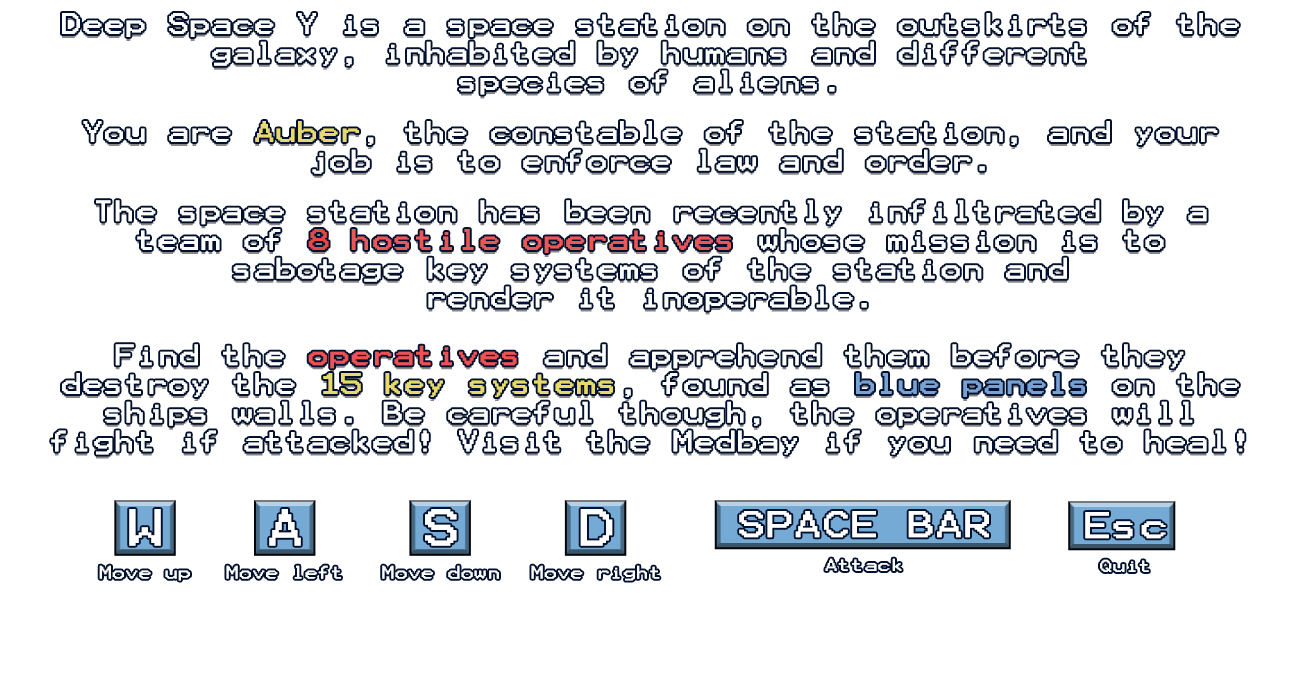 Deep Space Y is a space station on the outskirts of the
galaxy, inhabited by humans and different
species of aliens.
You are Auber, the constable of the station, and your
job is to enforce law and order.
The space station has been recently infiltrated by a
team of 8 hostile operatives whose mission is to
sabotage key systems of the station and
render it inoperable.
Find the operatives and apprehend them before they
destroy the 15 key systems, found as blue panels on the
ships walls. Be careful though, the operatives will
fight if attacked! Visit the Medbay if you need to heal!
W A S D SPACE BAR Esc
Move up Move left Move down Move right Attack Quit